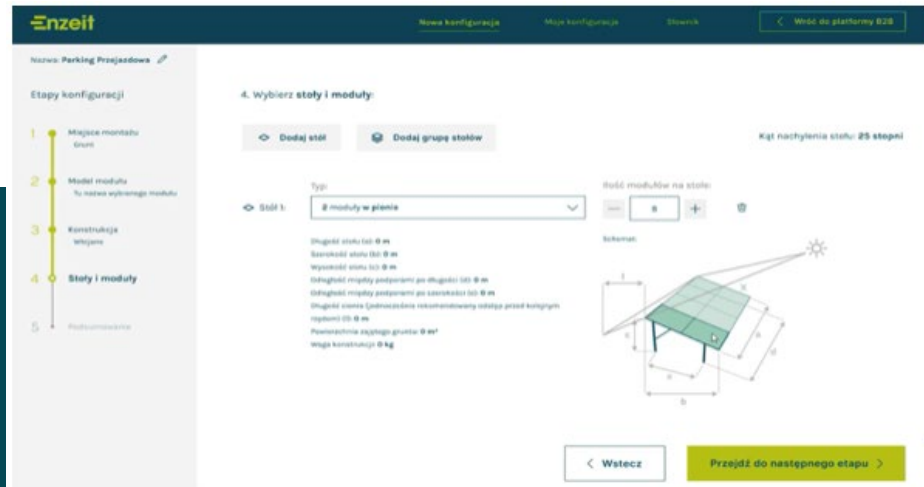 Enzeit
Nowa konfiguracja
Moje konfiguracje
Słownik
< Wróć do platformy B2B
Nazwa: Parking Przejazdowa
Etapy konfiguracji
1 Miejsce montażu
Grunt
2 Model modułu
Tu nazwa wybranego modułu
3 Konstrukcja
Wbijana
4 Stoły i moduły
5 Podsumowanie
4. Wybierz stoły i moduły:
Dodaj stół
Dodaj grupę stołów
Kąt nachylenia stołu: 25 stopni
Typ:
Ilość modułów na stole:
Stół 1:
2 moduły w pionie
— 8 +
Długość stołu (a): 0 m
Szerokość stołu (b): 0 m
Wysokość stołu (c): 0 m
Odległość między podporami po długości (d): 0 m
Odległość między podporami po szerokości (e): 0 m
Długość cienia (jednocześnie rekomendowany odstęp przed kolejnym
rzędem) (f): 0 m
Powierzchnia zajętego gruntu: 0 m²
Waga konstrukcji: 0 kg
Schemat:
f
c
a
d
e
b
< Wstecz
Przejdź do następnego etapu >